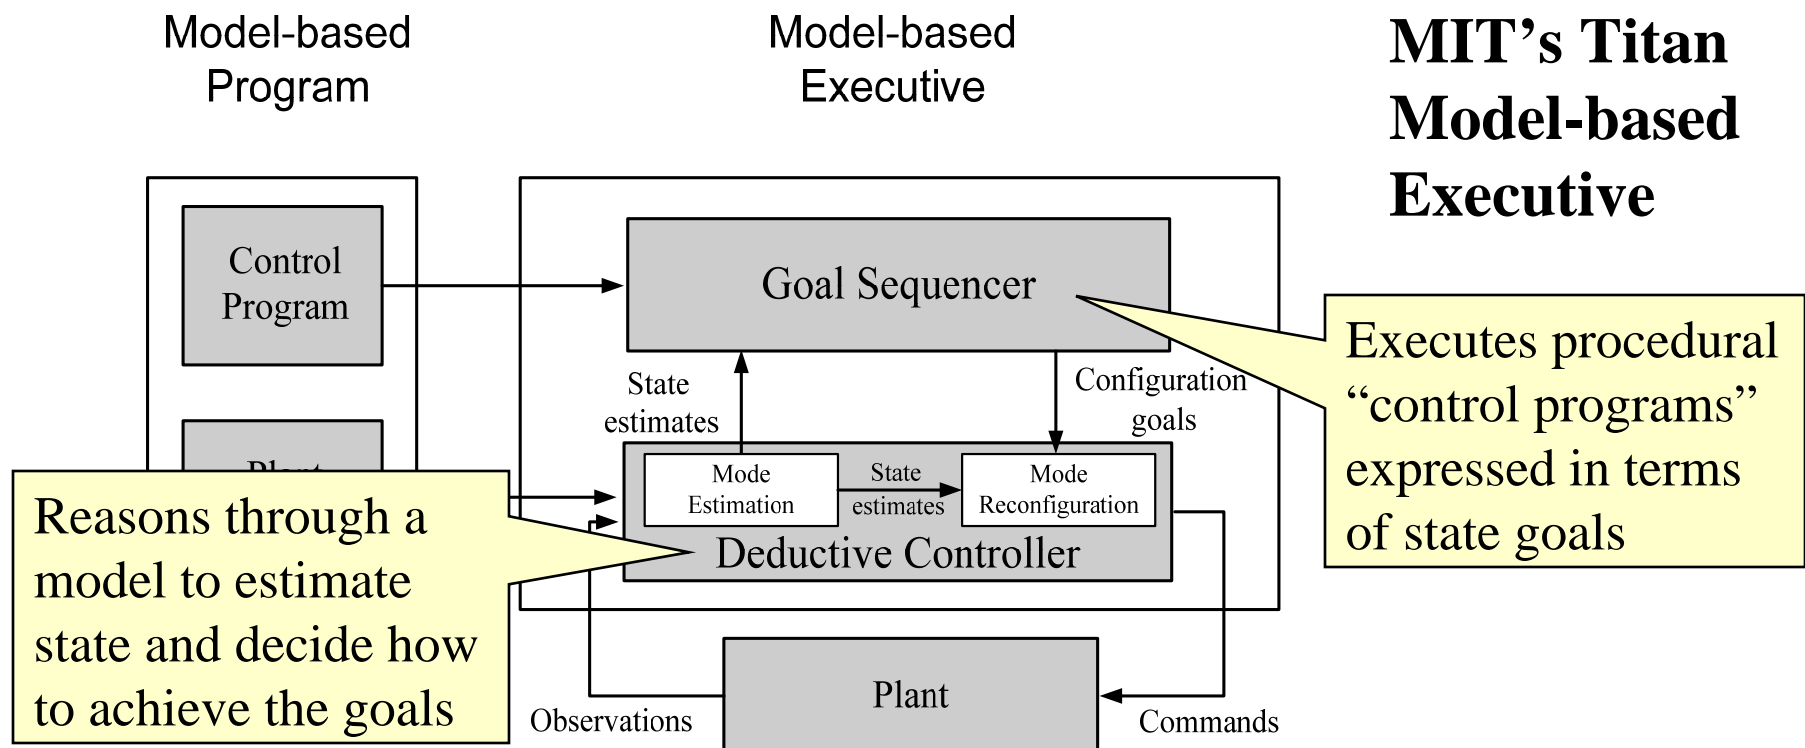 Model-based
Program
Model-based
Executive
MIT’s Titan
Model-based
Executive
Control
Program
Goal Sequencer
Executes procedural
“control programs”
expressed in terms
of state goals
State
estimates
Configuration
goals
Plant
Mode
Estimation
State
estimates
Mode
Reconfiguration
Deductive Controller
Reasons through a
model to estimate
state and decide how
to achieve the goals
Observations
Plant
Commands